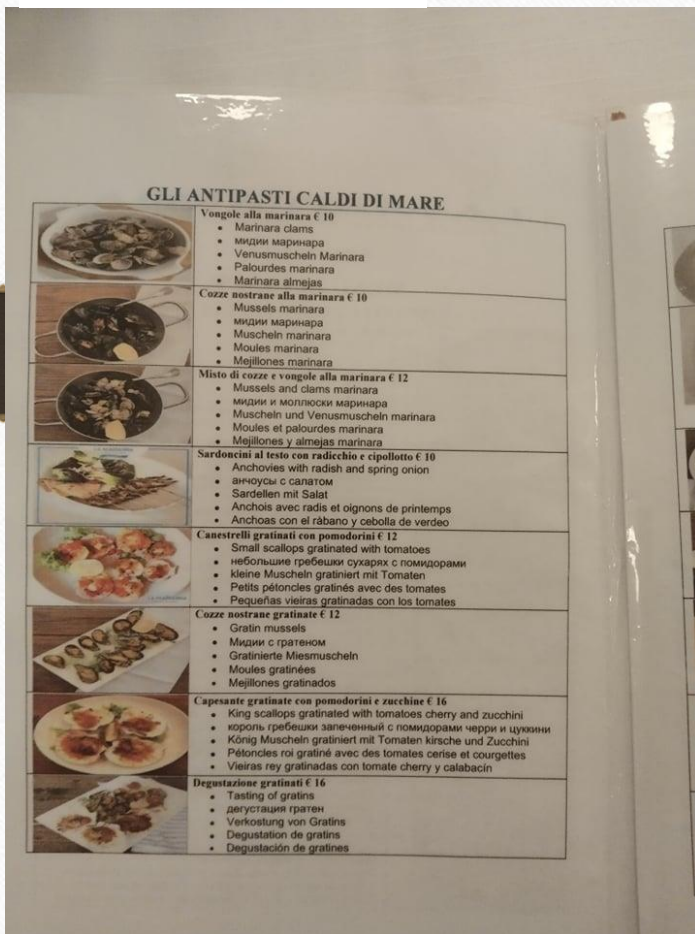 GLI ANTIPASTI CALDI DI MARE
Vongole alla marinara € 10
• Marinara clams
• мидии маринара
• Venusmuscheln Marinara
• Palourdes marinara
• Marinara almejas
Cozze nostrane alla marinara € 10
• Mussels marinara
• мидии маринара
• Muscheln marinara
• Moules marinara
• Mejillones marinara
Misto di cozze e vongole alla marinara € 12
• Mussels and clams marinara
• мидии и моллюски маринара
• Muscheln und Venusmuscheln marinara
• Moules et palourdes marinara
• Mejillones y almejas marinara
Sardoncini al testo con radicchio e cipollotto € 10
• Anchovies with radish and spring onion
• анчоусы с салатом
• Sardellen mit Salat
• Anchois avec radis et oignons de printemps
• Anchoas con el rábano y cebolla de verdeo
Canestrelli gratinati con pomodorini € 12
• Small scallops gratinated with tomatoes
• небольшие гребешки сухарях с помидорами
• kleine Muscheln gratiniert mit Tomaten
• Petits pétoncles gratinés avec des tomates
• Pequeñas vieiras gratinadas con los tomates
Cozze nostrane gratinate € 12
• Gratin mussels
• Мидии с гратеном
• Gratinierte Miesmuscheln
• Moules gratinées
• Mejillones gratinados
Capesante gratinate con pomodorini e zucchine € 16
• King scallops gratinated with tomatoes cherry and zucchini
• король гребешки запеченный с помидорами черри и цуккини
• König Muscheln gratiniert mit Tomaten kirsche und Zucchini
• Pétoncles roi gratiné avec des tomates cerise et courgettes
• Vieiras rey gratinadas con tomate cherry y calabacín
Degustazione gratinati € 16
• Tasting of gratins
• дегустация гратен
• Verkostung von Gratins
• Degustation de gratins
• Degustación de gratines